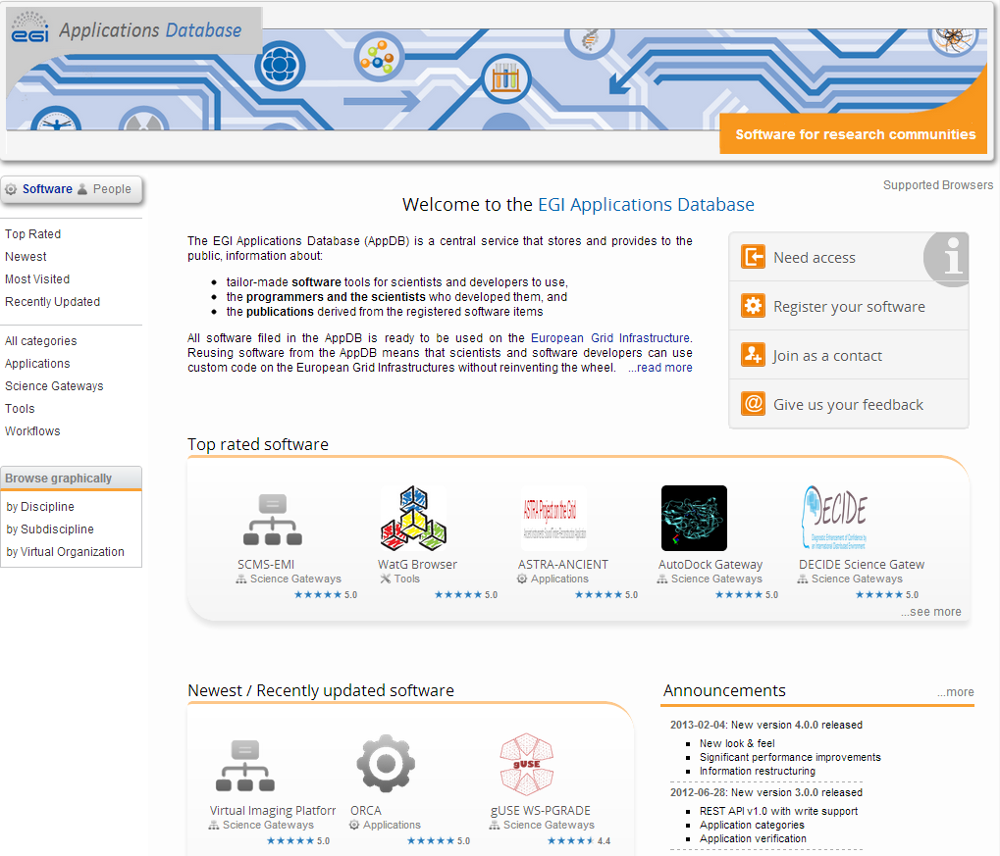 EGI Applications Database
Software for research communities
Software People
Supported Browsers
Top Rated
Newest
Most Visited
Recently Updated
All categories
Applications
Science Gateways
Tools
Workflows
Browse graphically
by Discipline
by Subdiscipline
by Virtual Organization
Welcome to the EGI Applications Database
The EGI Applications Database (AppDB) is a central service that stores and provides to the
public, information about:
tailor-made software tools for scientists and developers to use,
the programmers and the scientists who developed them, and
the publications derived from the registered software items
All software filed in the AppDB is ready to be used on the European Grid Infrastructure.
Reusing software from the AppDB means that scientists and software developers can use
custom code on the European Grid Infrastructures without reinventing the wheel. ...read more
i
Need access
Register your software
Join as a contact
@ Give us your feedback
Top rated software
SCMS-EMI
Science Gateways
5.0
WatG Browser
Tools
5.0
ASTRA Project on the Grid
ASTRA-ANCIENT
Applications
5.0
AutoDock Gateway
Science Gateways
5.0
DECIDE
Diagnostic Enhancement of Confidence by
an International Distributed Environment
DECIDE Science Gatew
Science Gateways
5.0
...see more
Newest / Recently updated software
Virtual Imaging Platforr
Science Gateways
5.0
ORCA
Applications
5.0
gUSE
gUSE WS-PGRADE
Science Gateways
4.4
Announcements
...more
2013-02-04: New version 4.0.0 released
New look & feel
Significant performance improvements
Information restructuring
2012-06-28: New version 3.0.0 released
REST API v1.0 with write support
Application categories
Application verification